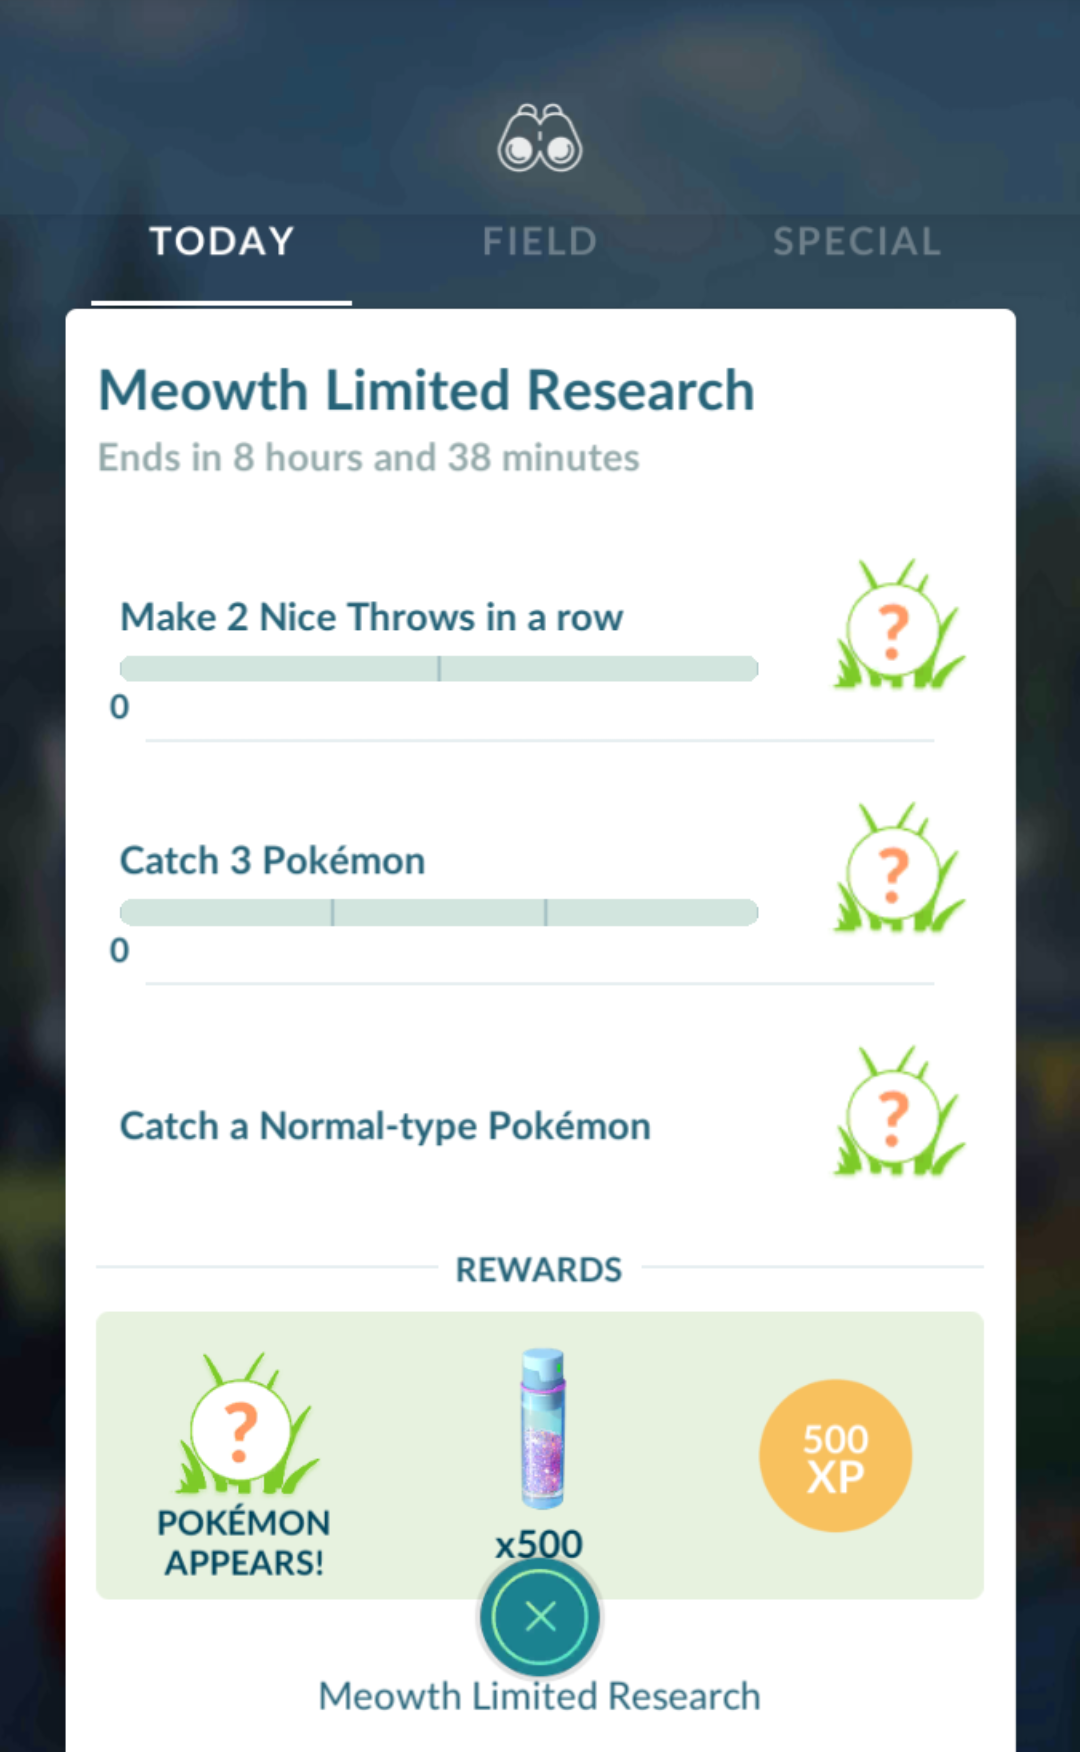 TODAY
FIELD
SPECIAL
Meowth Limited Research
Ends in 8 hours and 38 minutes
Make 2 Nice Throws in a row
?
0
Catch 3 Pokémon
?
0
Catch a Normal-type Pokémon
?
REWARDS
?
POKÉMON
APPEARS!
x500
500
XP
Meowth Limited Research